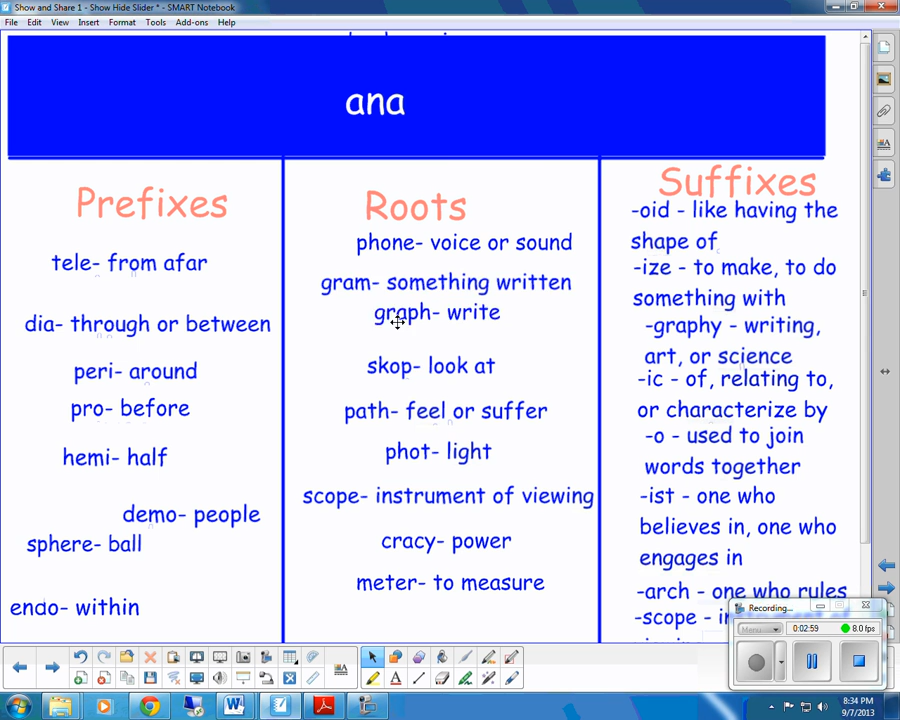 Show and Share 1 - Show Hide Slider * - SMART Notebook
File Edit View Insert Format Tools Add-ons Help
ana
Prefixes
tele- from afar
dia- through or between
peri- around
pro- before
hemi- half
demo- people
sphere- ball
endo- within
Roots
phone- voice or sound
gram- something written
graph- write
skop- look at
path- feel or suffer
phot- light
scope- instrument of viewing
cracy- power
meter- to measure
Suffixes
-oid - like having the
shape of
-ize - to make, to do
something with
-graphy - writing,
art, or science
-ic - of, relating to,
or characterize by
-o - used to join
words together
-ist - one who
believes in, one who
engages in
-arch - one who rules
-scope - instrument of
Recording...
Menu 0:02:59 8.0 fps
8:34 PM
9/7/2013